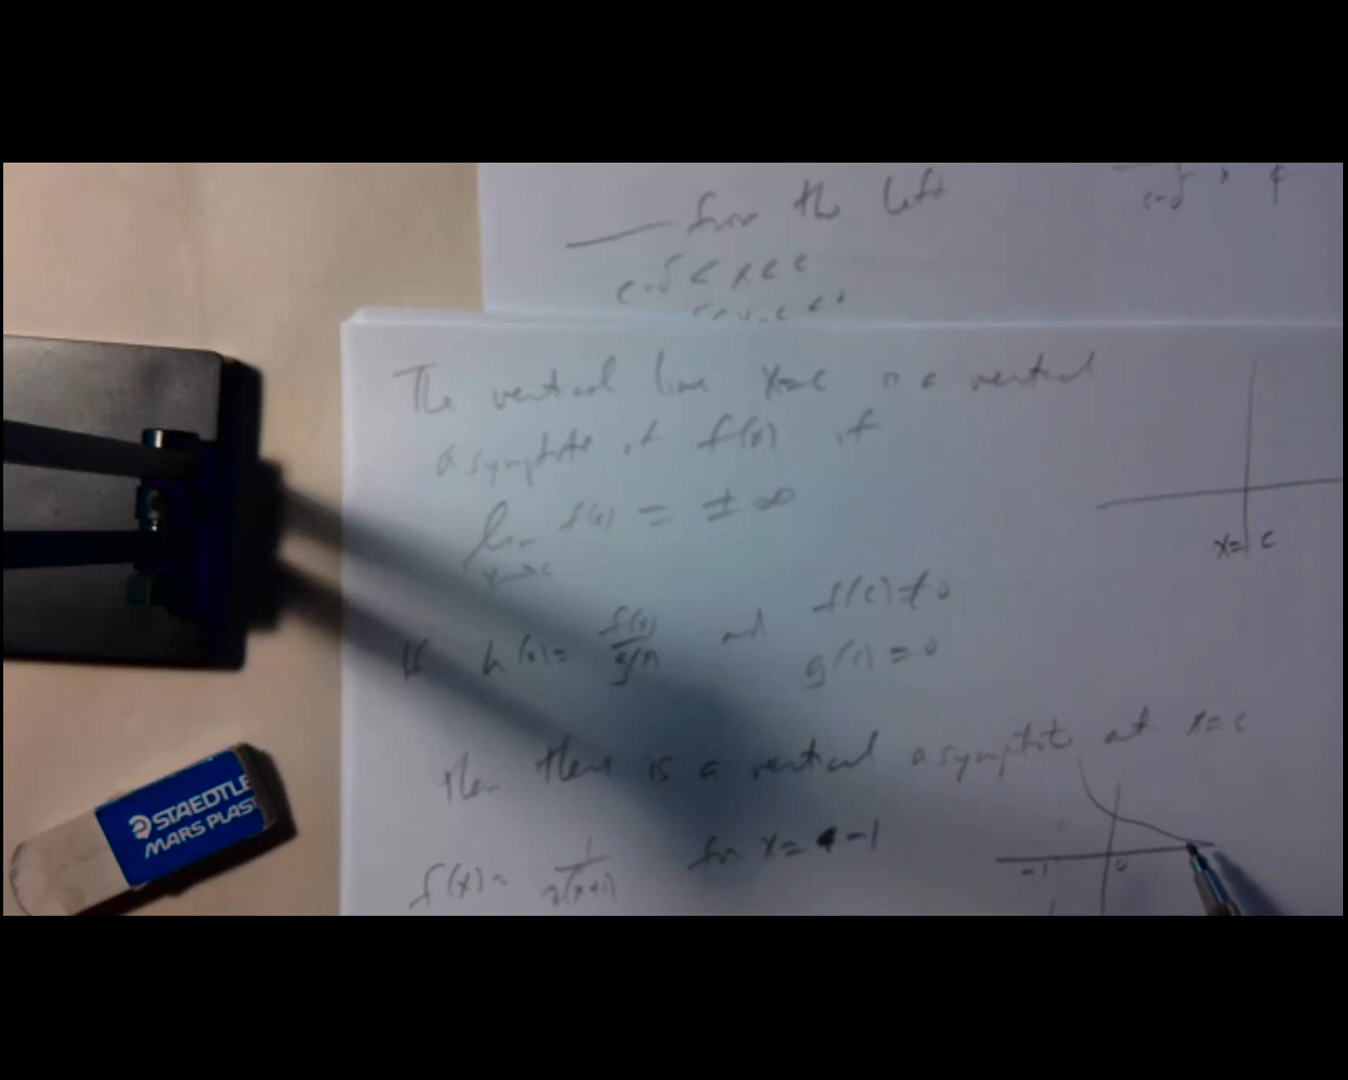 from the left
c-δ < x < c
The vertical line x=c is a vertical
asymptote of f(x) if
lim f(x) = ± ∞
x→c
x= c
If h(x)= f(x)/g(x) and f(c)≠0
g(c)=0
then there is a vertical asymptote at x=c
f(x)= 1/2(x+1) for x= -1
-1 0
STAEDTLER
MARS PLAST